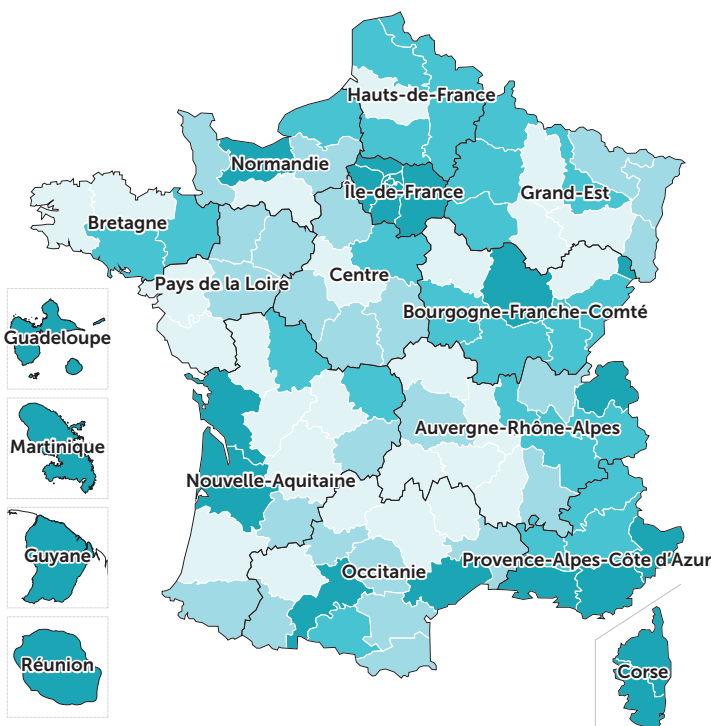 Hauts-de-France
Normandie
Île-de-France
Grand-Est
Bretagne
Centre
Pays de la Loire
Bourgogne-Franche-Comté
Guadeloupe
Auvergne-Rhône-Alpes
Martinique
Nouvelle-Aquitaine
Guyane
Provence-Alpes-Côte d'Azur
Occitanie
Réunion
Corse